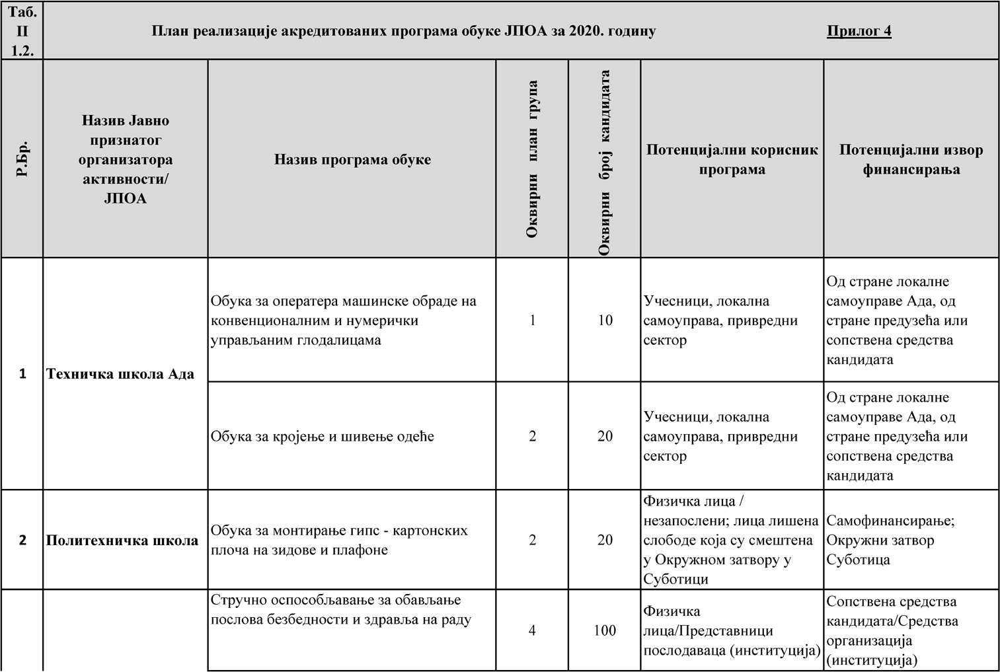 Таб.
II
1.2.
План реализације акредитованих програма обуке ЈПОА за 2020. годину
Прилог 4
Р.Бр.
Назив Јавно
признатог
организатора
активности/
ЈПОА
Назив програма обуке
Оквирни план група
Оквирни број кандидата
Потенцијални корисник
програма
Потенцијални извор
финансирања
1
Техничка школа Ада
Обука за оператера машинске обраде на
конвенционалним и нумерички
управљаним глодалицама
1
10
Учесници, локална
самоуправа, привредни
сектор
Од стране локалне
самоуправе Ада, од
стране предузећа или
сопствена средства
кандидата
Обука за кројење и шивење одеће
2
20
Учесници, локална
самоуправа, привредни
сектор
Од стране локалне
самоуправе Ада, од
стране предузећа или
сопствена средства
кандидата
2
Политехничка школа
Обука за монтирање гипс - картонских
плоча на зидове и плафоне
2
20
Физичка лица /
незапослени; лица лишена
слободе која су смештена
у Окружном затвору у
Суботици
Самофинансирање;
Окружни затвор
Суботица
Стручно оспособљавање за обављање
послова безбедности и здравља на раду
4
100
Физичка
лица/Представници
послодаваца (институција)
Сопствена средства
кандидата/Средства
организација
(институција)